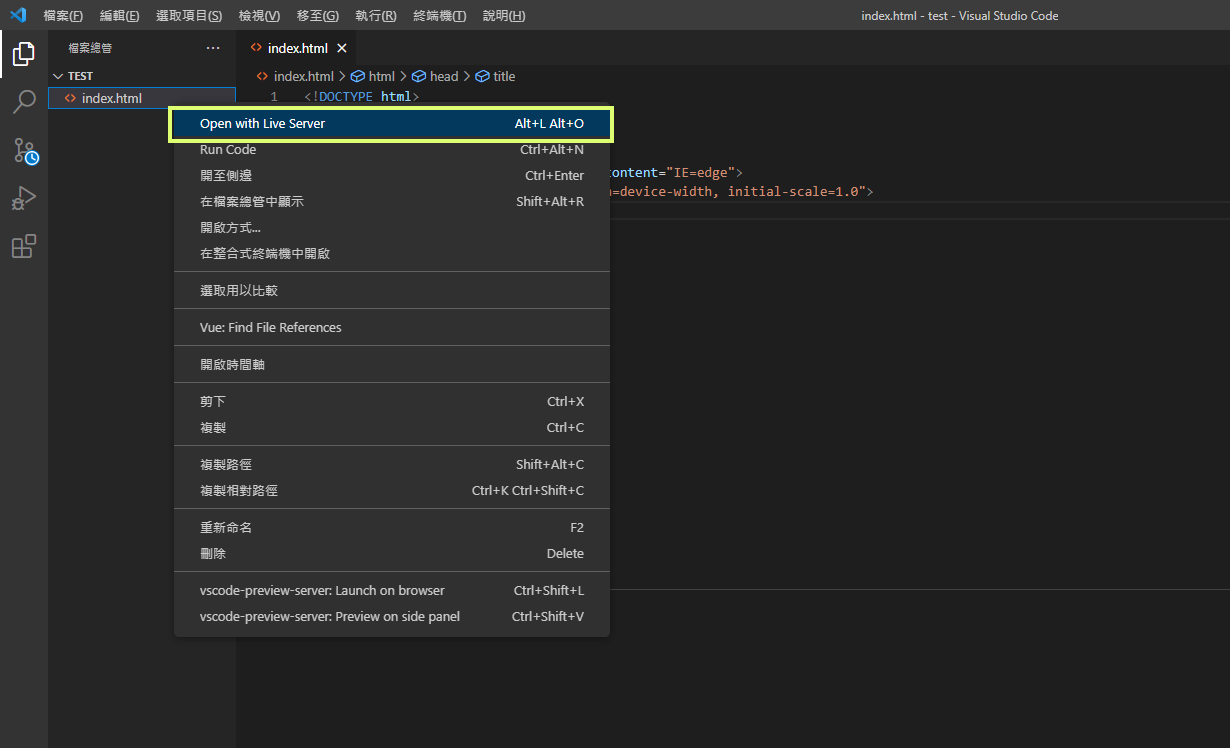 檔案(F) 編輯(E) 選取項目(S) 檢視(V) 移至(G) 執行(R) 終端機(T) 說明(H) index.html - test - Visual Studio Code
檔案總管 ··· <> index.html ×
TEST
<> index.html
<> index.html > html > head > title
1 <!DOCTYPE html>
Open with Live Server Alt+L Alt+O
Run Code Ctrl+Alt+N
開至側邊 Ctrl+Enter
在檔案總管中顯示 Shift+Alt+R
開啟方式...
在整合式終端機中開啟
選取用以比較
Vue: Find File References
開啟時間軸
剪下 Ctrl+X
複製 Ctrl+C
複製路徑 Shift+Alt+C
複製相對路徑 Ctrl+K Ctrl+Shift+C
重新命名 F2
刪除 Delete
vscode-preview-server: Launch on browser Ctrl+Shift+L
vscode-preview-server: Preview on side panel Ctrl+Shift+V
content="IE=edge">
=device-width, initial-scale=1.0">